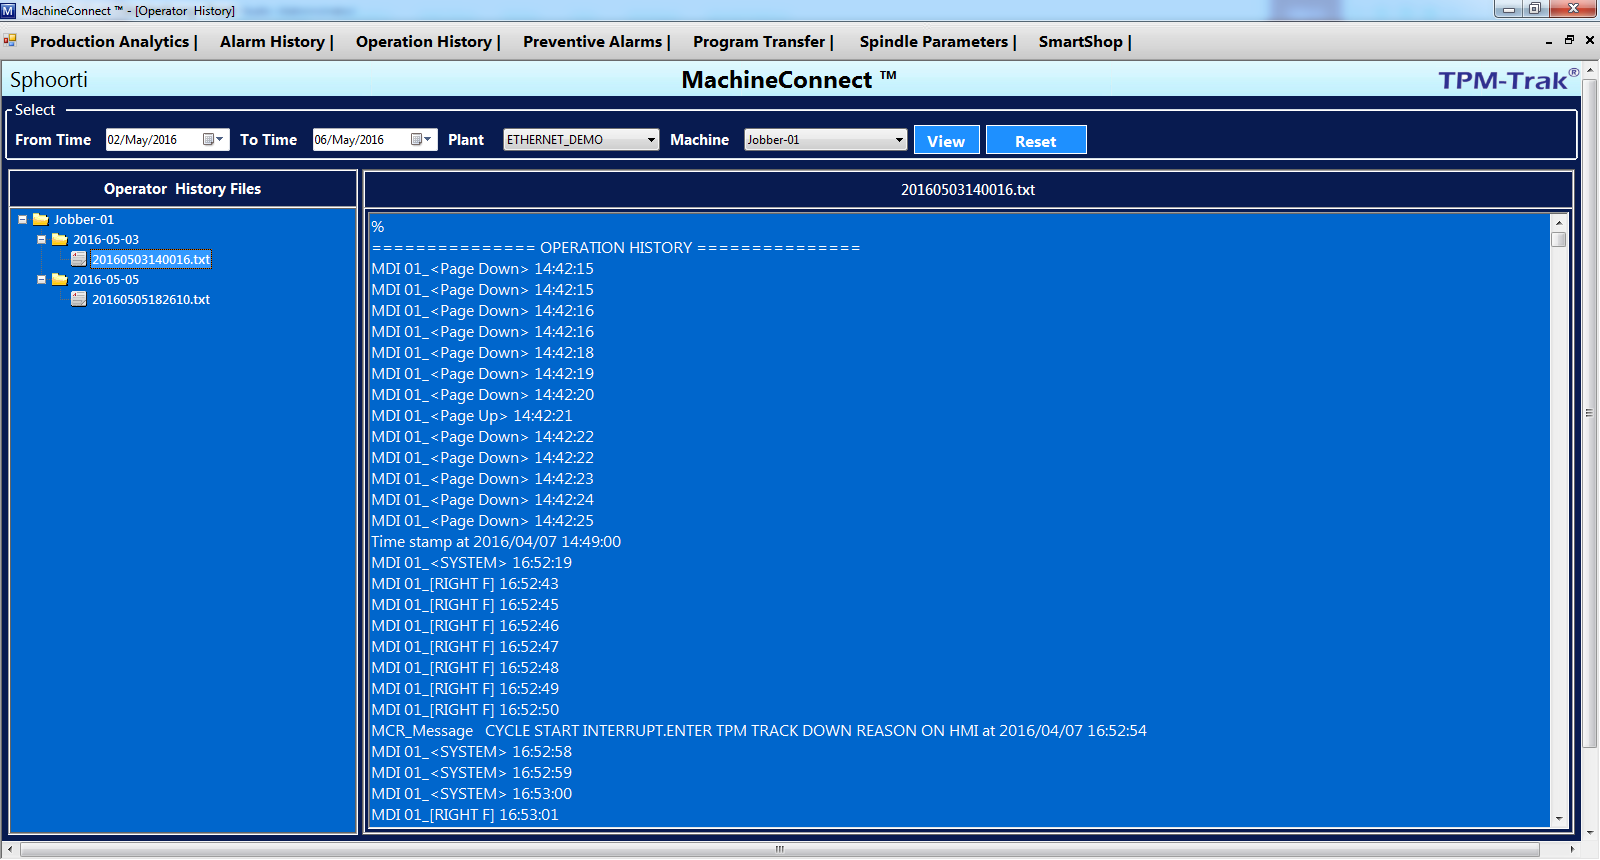 MachineConnect ™ - [Operator  History]
Production Analytics | Alarm History | Operation History | Preventive Alarms | Program Transfer | Spindle Parameters | SmartShop |
Sphoorti MachineConnect ™ TPM-Trak®
Select
From Time 02/May/2016 To Time 06/May/2016 Plant ETHERNET_DEMO Machine Jobber-01 View Reset
Operator  History Files
Jobber-01
2016-05-03
20160503140016.txt
2016-05-05
20160505182610.txt
20160503140016.txt
%
=============== OPERATION HISTORY ===============
MDI 01_<Page Down> 14:42:15
MDI 01_<Page Down> 14:42:15
MDI 01_<Page Down> 14:42:16
MDI 01_<Page Down> 14:42:16
MDI 01_<Page Down> 14:42:18
MDI 01_<Page Down> 14:42:19
MDI 01_<Page Down> 14:42:20
MDI 01_<Page Up> 14:42:21
MDI 01_<Page Down> 14:42:22
MDI 01_<Page Down> 14:42:22
MDI 01_<Page Down> 14:42:23
MDI 01_<Page Down> 14:42:24
MDI 01_<Page Down> 14:42:25
Time stamp at 2016/04/07 14:49:00
MDI 01_<SYSTEM> 16:52:19
MDI 01_[RIGHT F] 16:52:43
MDI 01_[RIGHT F] 16:52:45
MDI 01_[RIGHT F] 16:52:46
MDI 01_[RIGHT F] 16:52:47
MDI 01_[RIGHT F] 16:52:48
MDI 01_[RIGHT F] 16:52:49
MDI 01_[RIGHT F] 16:52:50
MCR_Message   CYCLE START INTERRUPT.ENTER TPM TRACK DOWN REASON ON HMI at 2016/04/07 16:52:54
MDI 01_<SYSTEM> 16:52:58
MDI 01_<SYSTEM> 16:52:59
MDI 01_<SYSTEM> 16:53:00
MDI 01_[RIGHT F] 16:53:01